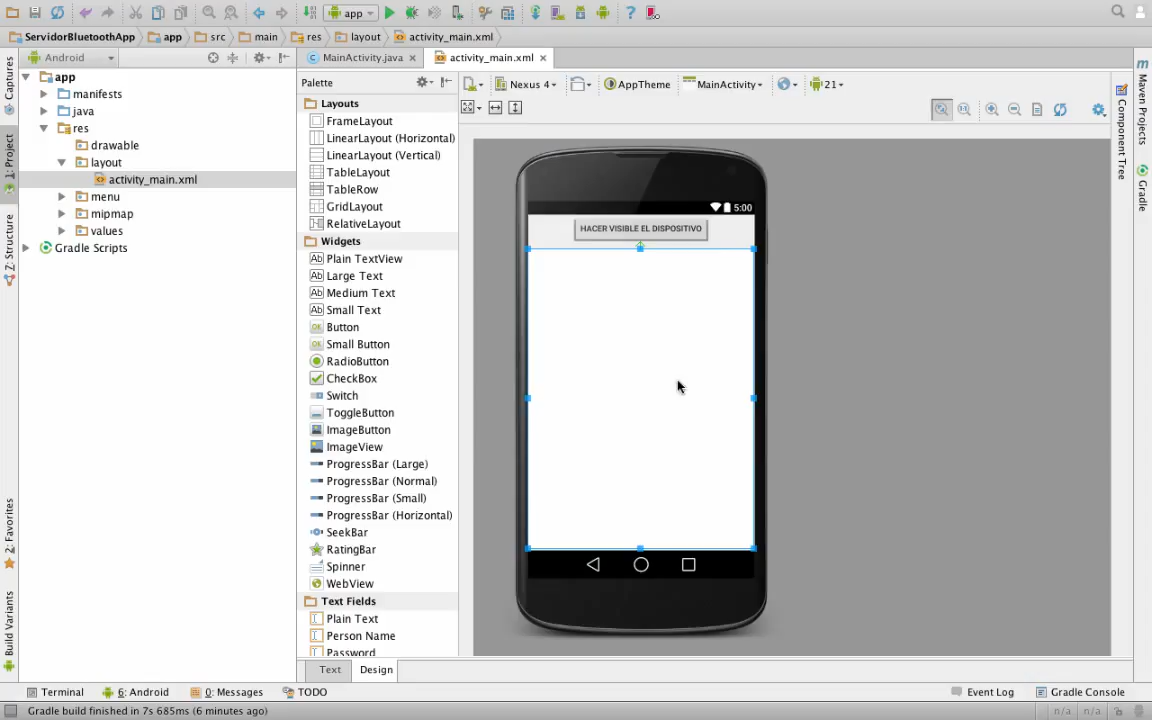 app
ServidorBluetoothApp app src main res layout activity_main.xml
Android
MainActivity.java activity_main.xml
Captures
1: Project
Z: Structure
2: Favorites
Build Variants
app
manifests
java
res
drawable
layout
activity_main.xml
menu
mipmap
values
Gradle Scripts
Palette
Layouts
FrameLayout
LinearLayout (Horizontal)
LinearLayout (Vertical)
TableLayout
TableRow
GridLayout
RelativeLayout
Widgets
Ab Plain TextView
Ab Large Text
Ab Medium Text
Ab Small Text
OK Button
OK Small Button
RadioButton
CheckBox
Switch
ToggleButton
ImageButton
ImageView
ProgressBar (Large)
ProgressBar (Normal)
ProgressBar (Small)
ProgressBar (Horizontal)
SeekBar
RatingBar
Spinner
WebView
Text Fields
Plain Text
Person Name
Password
Nexus 4 AppTheme MainActivity 21
5:00
HACER VISIBLE EL DISPOSITIVO
Maven Projects
Gradle
Component Tree
Text Design
Terminal 6: Android 0: Messages TODO Event Log Gradle Console
Gradle build finished in 7s 685ms (6 minutes ago) n/a n/a